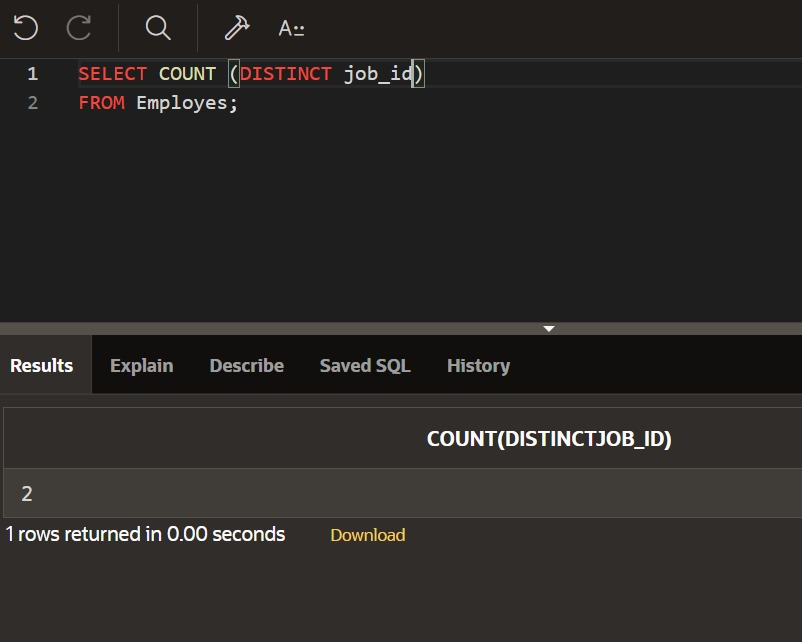 A::
1 SELECT COUNT (DISTINCT job_id)
2 FROM Employes;
Results Explain Describe Saved SQL History
COUNT(DISTINCTJOB_ID)
2
1 rows returned in 0.00 seconds Download